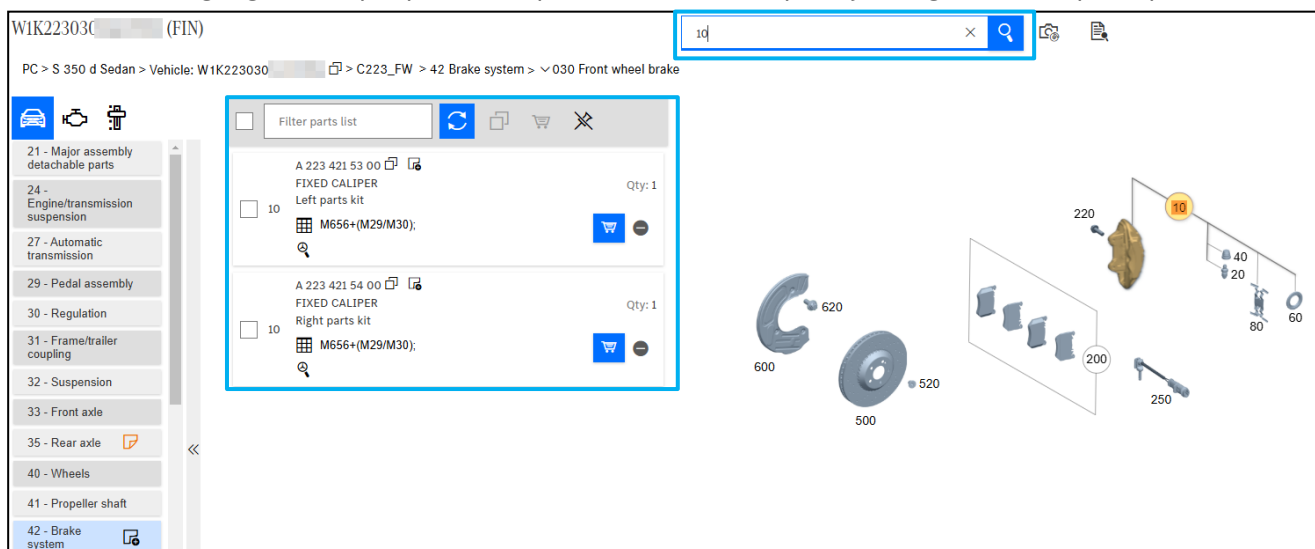 W1K223030 (FIN)
10
PC > S 350 d Sedan > Vehicle: W1K223030 > C223_FW > 42 Brake system > 030 Front wheel brake
Filter parts list
21 - Major assembly
detachable parts
24 -
Engine/transmission
suspension
27 - Automatic
transmission
29 - Pedal assembly
30 - Regulation
31 - Frame/trailer
coupling
32 - Suspension
33 - Front axle
35 - Rear axle
40 - Wheels
41 - Propeller shaft
42 - Brake
system
A 223 421 53 00
FIXED CALIPER
Qty: 1
Left parts kit
10
M656+(M29/M30);
A 223 421 54 00
FIXED CALIPER
Qty: 1
Right parts kit
10
M656+(M29/M30);
10
220
40
20
80
60
620
600
200
520
250
500